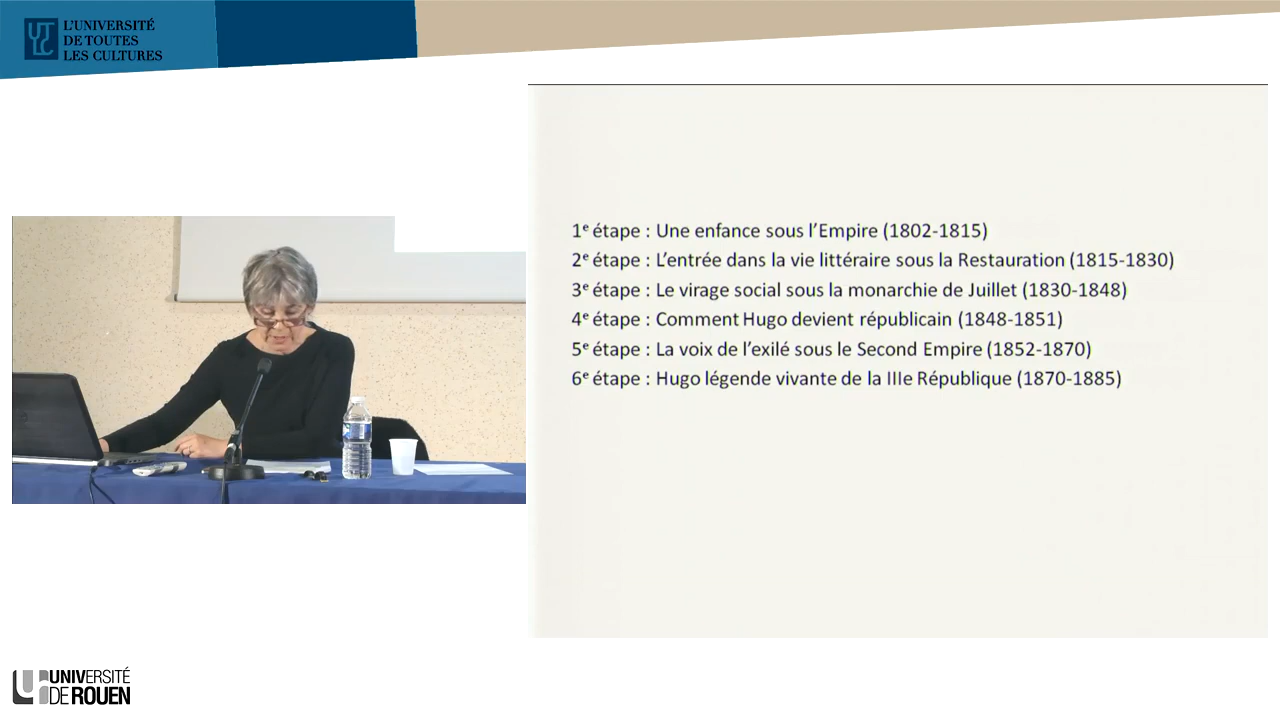 L'UNIVERSITÉ
DE TOUTES
LES CULTURES
1e étape : Une enfance sous l'Empire (1802-1815)
2e étape : L'entrée dans la vie littéraire sous la Restauration (1815-1830)
3e étape : Le virage social sous la monarchie de Juillet (1830-1848)
4e étape : Comment Hugo devient républicain (1848-1851)
5e étape : La voix de l'exilé sous le Second Empire (1852-1870)
6e étape : Hugo légende vivante de la IIIe République (1870-1885)
UNIVERSITÉ
DE ROUEN